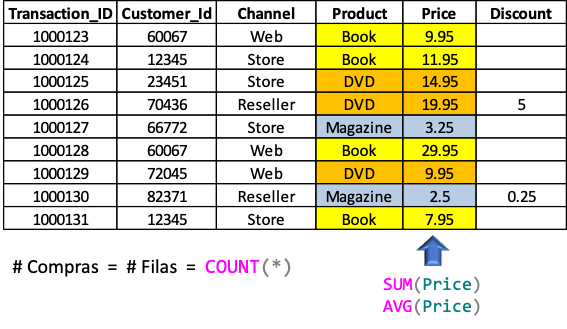 Transaction_ID Customer_Id Channel Product Price Discount
1000123 60067 Web Book 9.95
1000124 12345 Store Book 11.95
1000125 23451 Store DVD 14.95
1000126 70436 Reseller DVD 19.95 5
1000127 66772 Store Magazine 3.25
1000128 60067 Web Book 29.95
1000129 72045 Web DVD 9.95
1000130 82371 Reseller Magazine 2.5 0.25
1000131 12345 Store Book 7.95
# Compras = # Filas = COUNT(*)
SUM(Price)
AVG(Price)